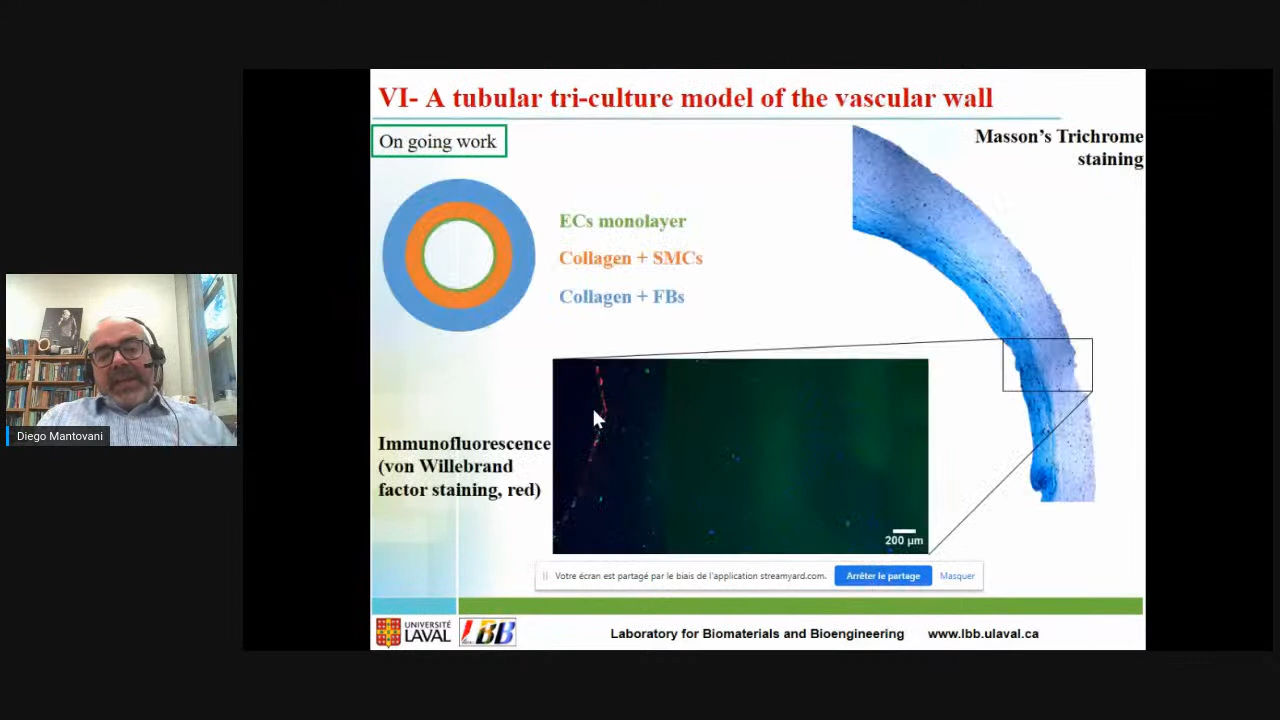 VI- A tubular tri-culture model of the vascular wall
On going work
Masson's Trichrome
staining
ECs monolayer
Collagen + SMCs
Collagen + FBs
Diego Mantovani
Immunofluorescence
(von Willebrand
factor staining, red)
200 µm
Votre écran est partagé par le biais de l'application streamyard.com.
Arrêter le partage
Masquer
UNIVERSITÉ
LAVAL
LBB
Laboratory for Biomaterials and Bioengineering
www.lbb.ulaval.ca